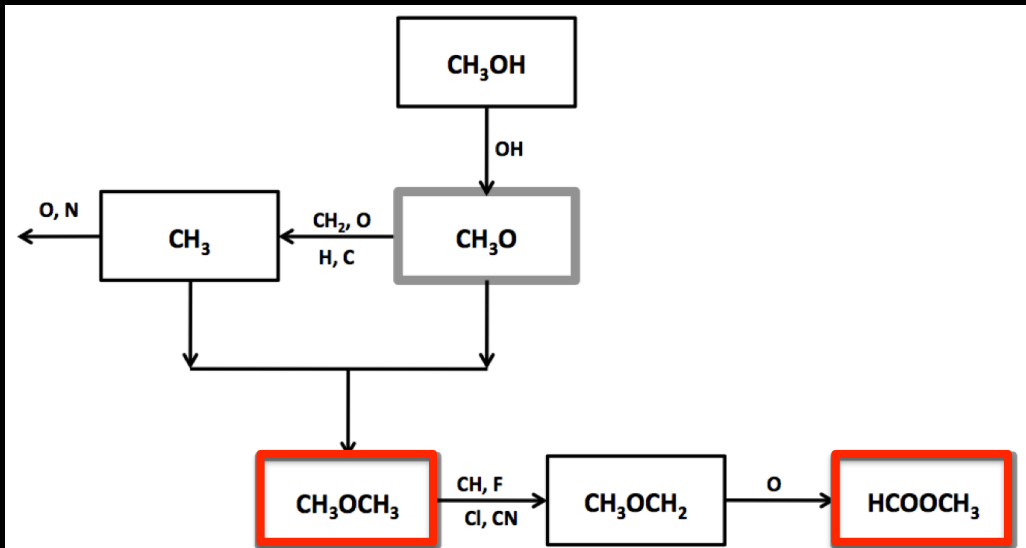 CH₃OH
OH
O, N
CH₃
CH₂, O
H, C
CH₃O
CH₃OCH₃
CH, F
Cl, CN
CH₃OCH₂
O
HCOOCH₃